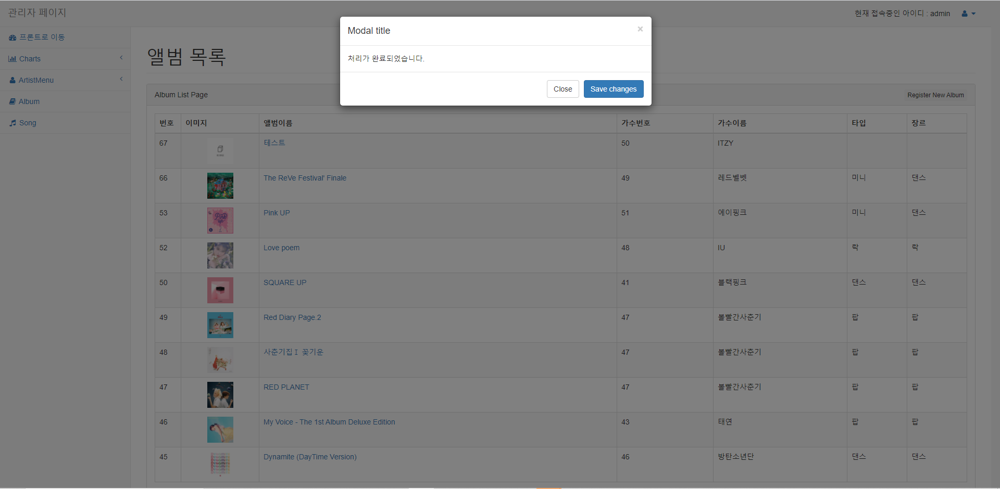 관리자 페이지
현재 접속중인 아이디 : admin
Modal title ×
처리가 완료되었습니다.
Close Save changes
프론트로 이동
Charts
ArtistMenu
Album
Song
앨범 목록
Album List Page
Register New Album
번호 이미지 앨범이름 가수번호 가수이름 타입 장르
67 테스트 50 ITZY
66 The ReVe Festival' Finale 49 레드벨벳 미니 댄스
53 Pink UP 51 에이핑크 미니 댄스
52 Love poem 48 IU 락 락
50 SQUARE UP 41 블랙핑크 댄스 댄스
49 Red Diary Page.2 47 볼빨간사춘기 팝 팝
48 사춘기집Ⅰ 꽃기운 47 볼빨간사춘기 팝 팝
47 RED PLANET 47 볼빨간사춘기 팝 팝
46 My Voice - The 1st Album Deluxe Edition 43 태연 팝 팝
45 Dynamite (DayTime Version) 46 방탄소년단 댄스 댄스